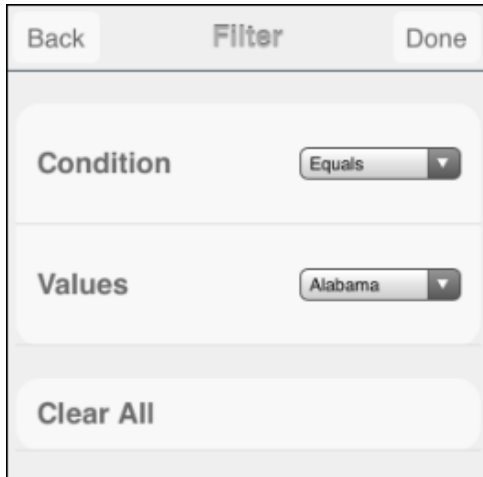 Back Filter Done
Condition Equals
Values Alabama
Clear All